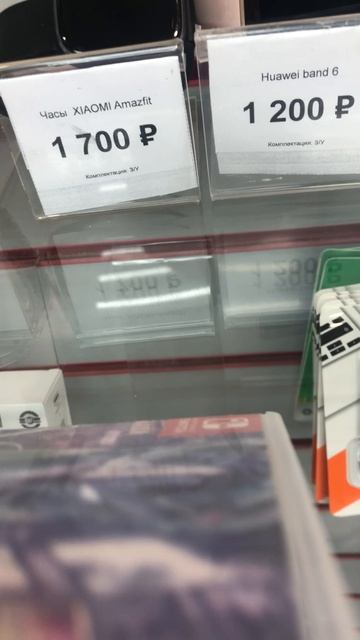 Часы XIAOMI Amazfit
1 700 ₽
Комплектация: З/У
Huawei band 6
1 200 ₽
Комплектация: З/У